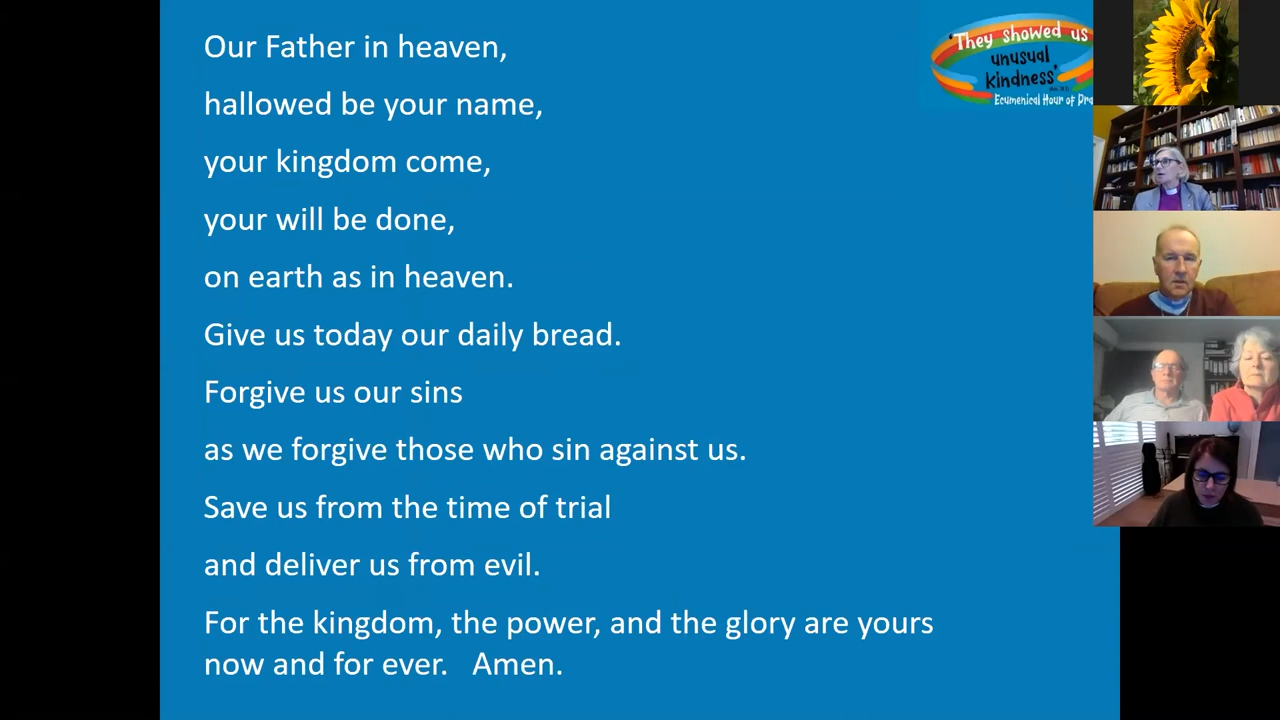 Our Father in heaven,
hallowed be your name,
your kingdom come,
your will be done,
on earth as in heaven.
Give us today our daily bread.
Forgive us our sins
as we forgive those who sin against us.
Save us from the time of trial
and deliver us from evil.
For the kingdom, the power, and the glory are yours
now and for ever. Amen.
'They showed us
unusual
kindness'
Ecumenical Hour of Pra